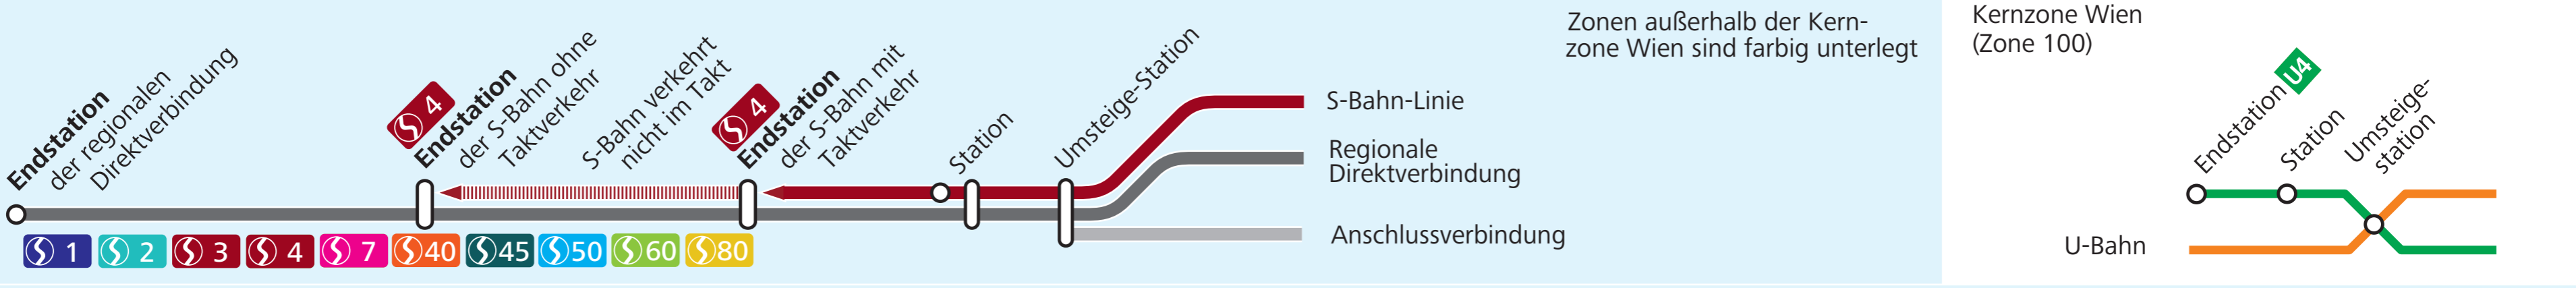 Endstation
der regionalen
Direktverbindung
4
Endstation
der S-Bahn ohne
Taktverkehr
S-Bahn verkehrt
nicht im Takt
4
Endstation
der S-Bahn mit
Taktverkehr
Station
Umsteige-Station
S-Bahn-Linie
Regionale
Direktverbindung
Anschlussverbindung
1 2 3 4 7 40 45 50 60 80
Zonen außerhalb der Kern-
zone Wien sind farbig unterlegt
Kernzone Wien
(Zone 100)
Endstation U4
Station
Umsteige-
station
U-Bahn